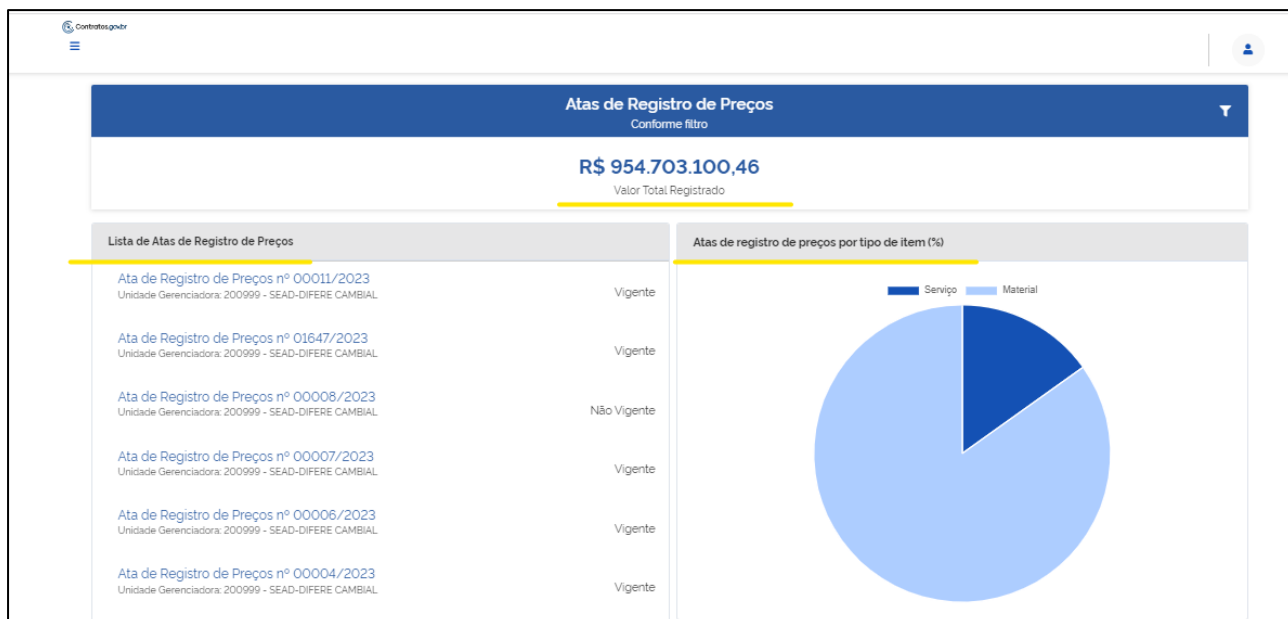 Contratos.gov.br
Atas de Registro de Preços
Conforme filtro
R$ 954.703.100,46
Valor Total Registrado
Lista de Atas de Registro de Preços
Ata de Registro de Preços nº 00011/2023
Unidade Gerenciadora: 200999 - SEAD-DIFERE CAMBIAL
Vigente
Ata de Registro de Preços nº 01647/2023
Unidade Gerenciadora: 200999 - SEAD-DIFERE CAMBIAL
Vigente
Ata de Registro de Preços nº 00008/2023
Unidade Gerenciadora: 200999 - SEAD-DIFERE CAMBIAL
Não Vigente
Ata de Registro de Preços nº 00007/2023
Unidade Gerenciadora: 200999 - SEAD-DIFERE CAMBIAL
Vigente
Ata de Registro de Preços nº 00006/2023
Unidade Gerenciadora: 200999 - SEAD-DIFERE CAMBIAL
Vigente
Ata de Registro de Preços nº 00004/2023
Unidade Gerenciadora: 200999 - SEAD-DIFERE CAMBIAL
Vigente
Atas de registro de preços por tipo de item (%)
Serviço
Material